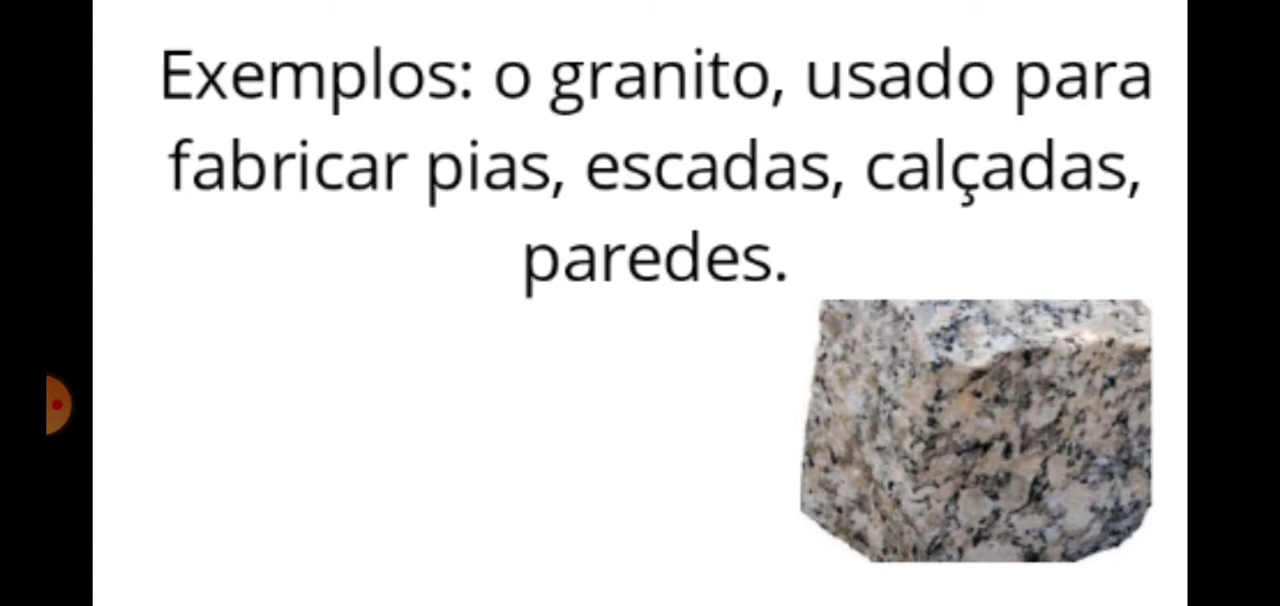 Exemplos: o granito, usado para
fabricar pias, escadas, calçadas,
paredes.